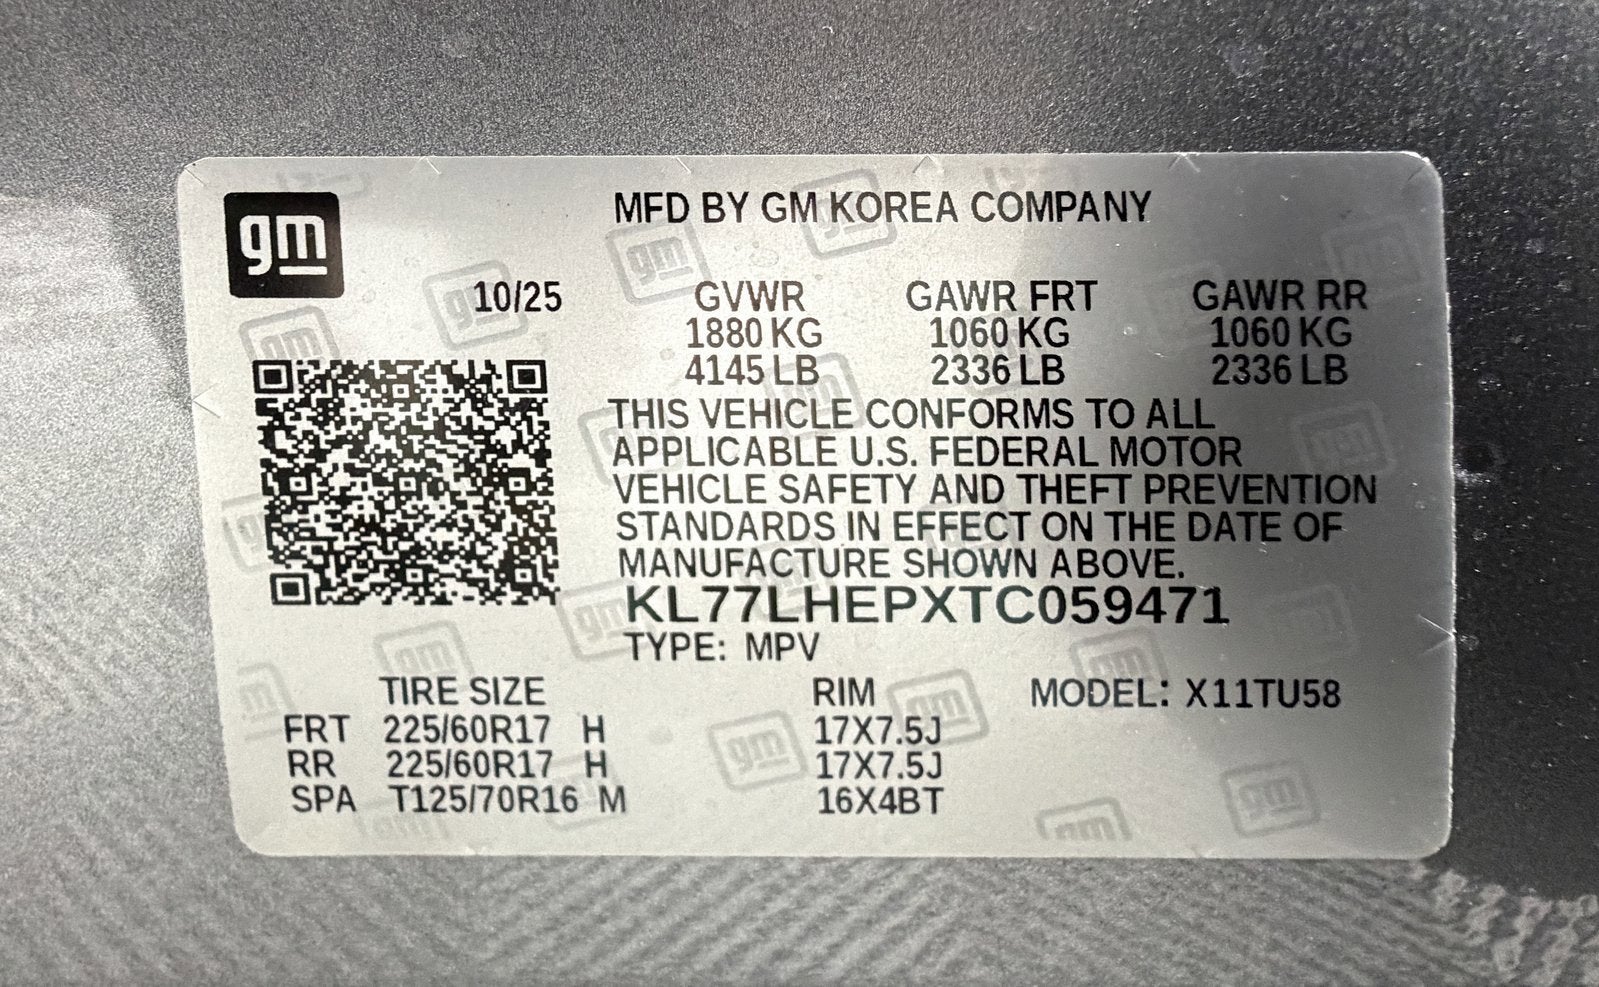 gm
MFD BY GM KOREA COMPANY
10/25 GVWR GAWR FRT GAWR RR
1880 KG 1060 KG 1060 KG
4145 LB 2336 LB 2336 LB
THIS VEHICLE CONFORMS TO ALL
APPLICABLE U.S. FEDERAL MOTOR
VEHICLE SAFETY AND THEFT PREVENTION
STANDARDS IN EFFECT ON THE DATE OF
MANUFACTURE SHOWN ABOVE.
KL77LHEPXTC059471
TYPE: MPV
TIRE SIZE RIM MODEL: X11TU58
FRT 225/60R17 H 17X7.5J
RR 225/60R17 H 17X7.5J
SPA T125/70R16 M 16X4BT